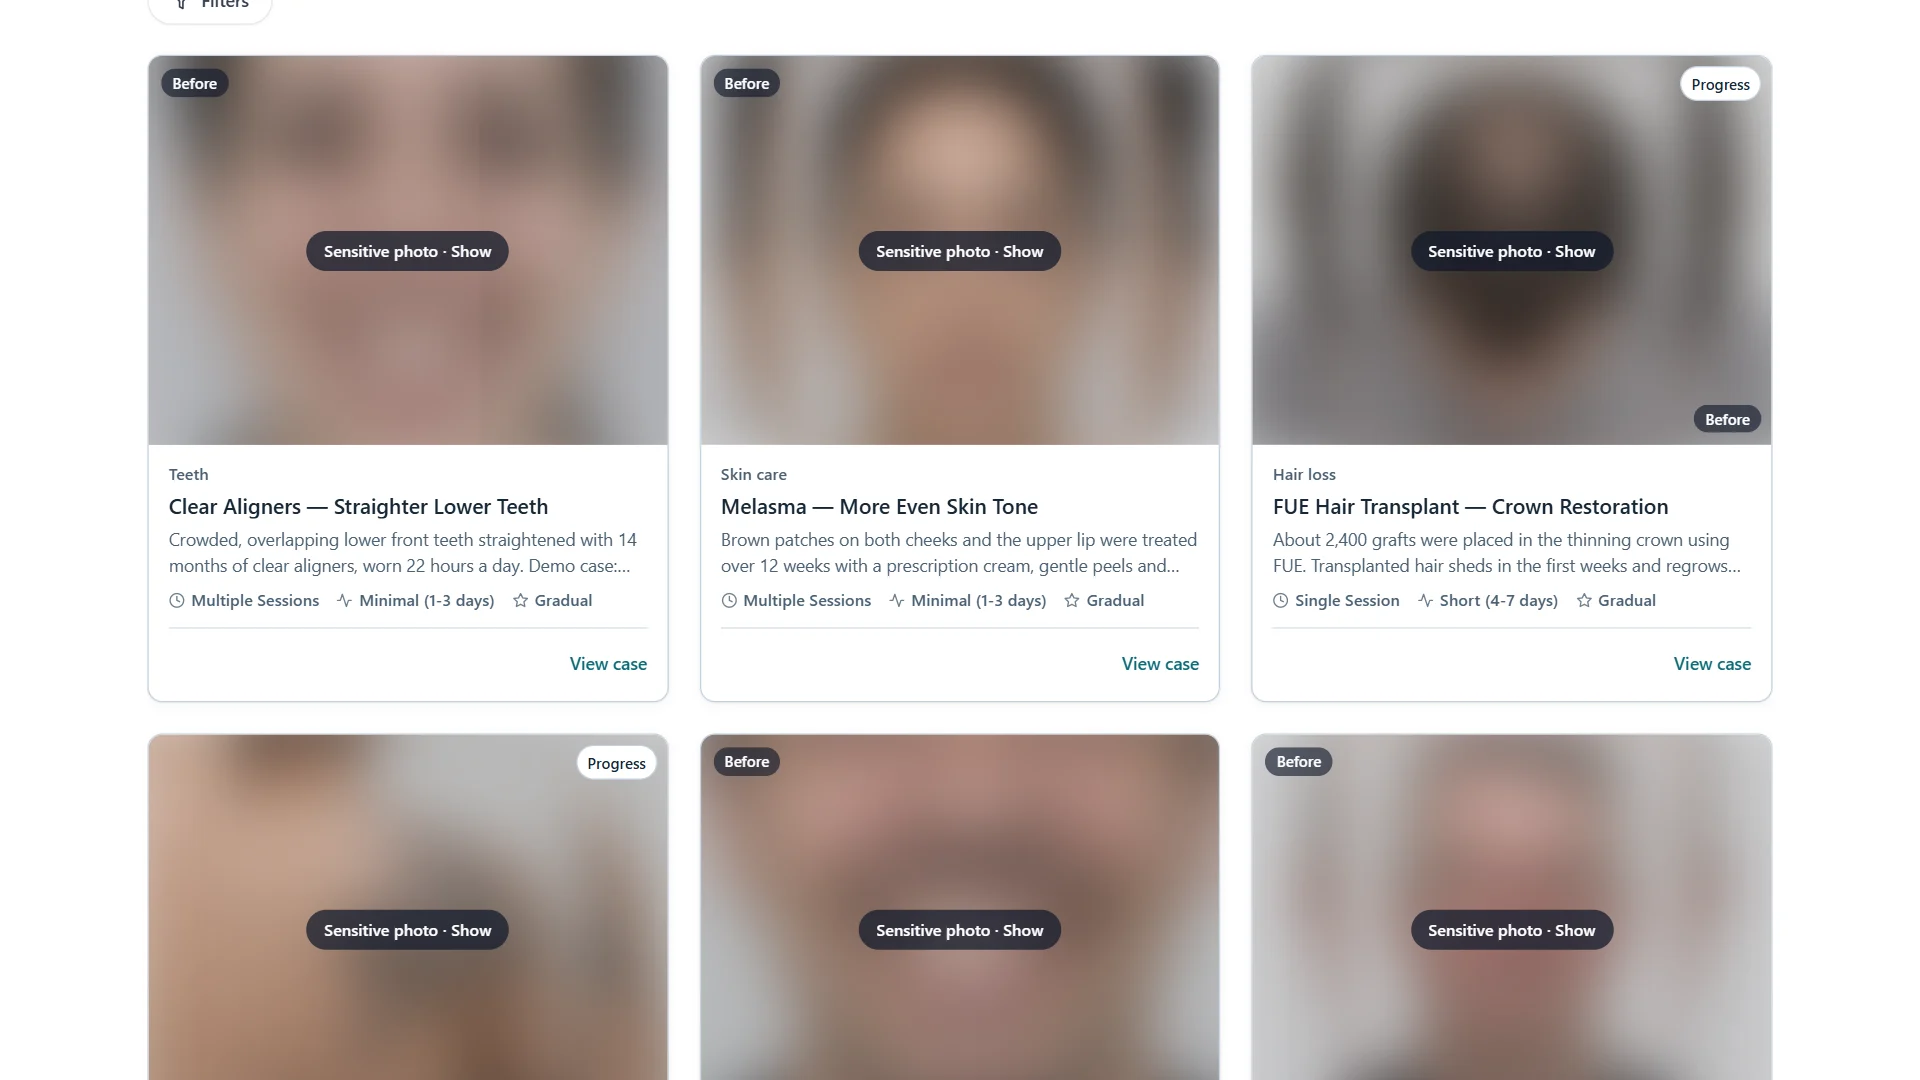 Filters
Before
Sensitive photo · Show
Teeth
Clear Aligners — Straighter Lower Teeth
Crowded, overlapping lower front teeth straightened with 14
months of clear aligners, worn 22 hours a day. Demo case:...
Multiple Sessions Minimal (1-3 days) Gradual
View case
Before
Sensitive photo · Show
Skin care
Melasma — More Even Skin Tone
Brown patches on both cheeks and the upper lip were treated
over 12 weeks with a prescription cream, gentle peels and...
Multiple Sessions Minimal (1-3 days) Gradual
View case
Progress
Sensitive photo · Show
Before
Hair loss
FUE Hair Transplant — Crown Restoration
About 2,400 grafts were placed in the thinning crown using
FUE. Transplanted hair sheds in the first weeks and regrows...
Single Session Short (4-7 days) Gradual
View case
Progress
Sensitive photo · Show
Before
Sensitive photo · Show
Before
Sensitive photo · Show